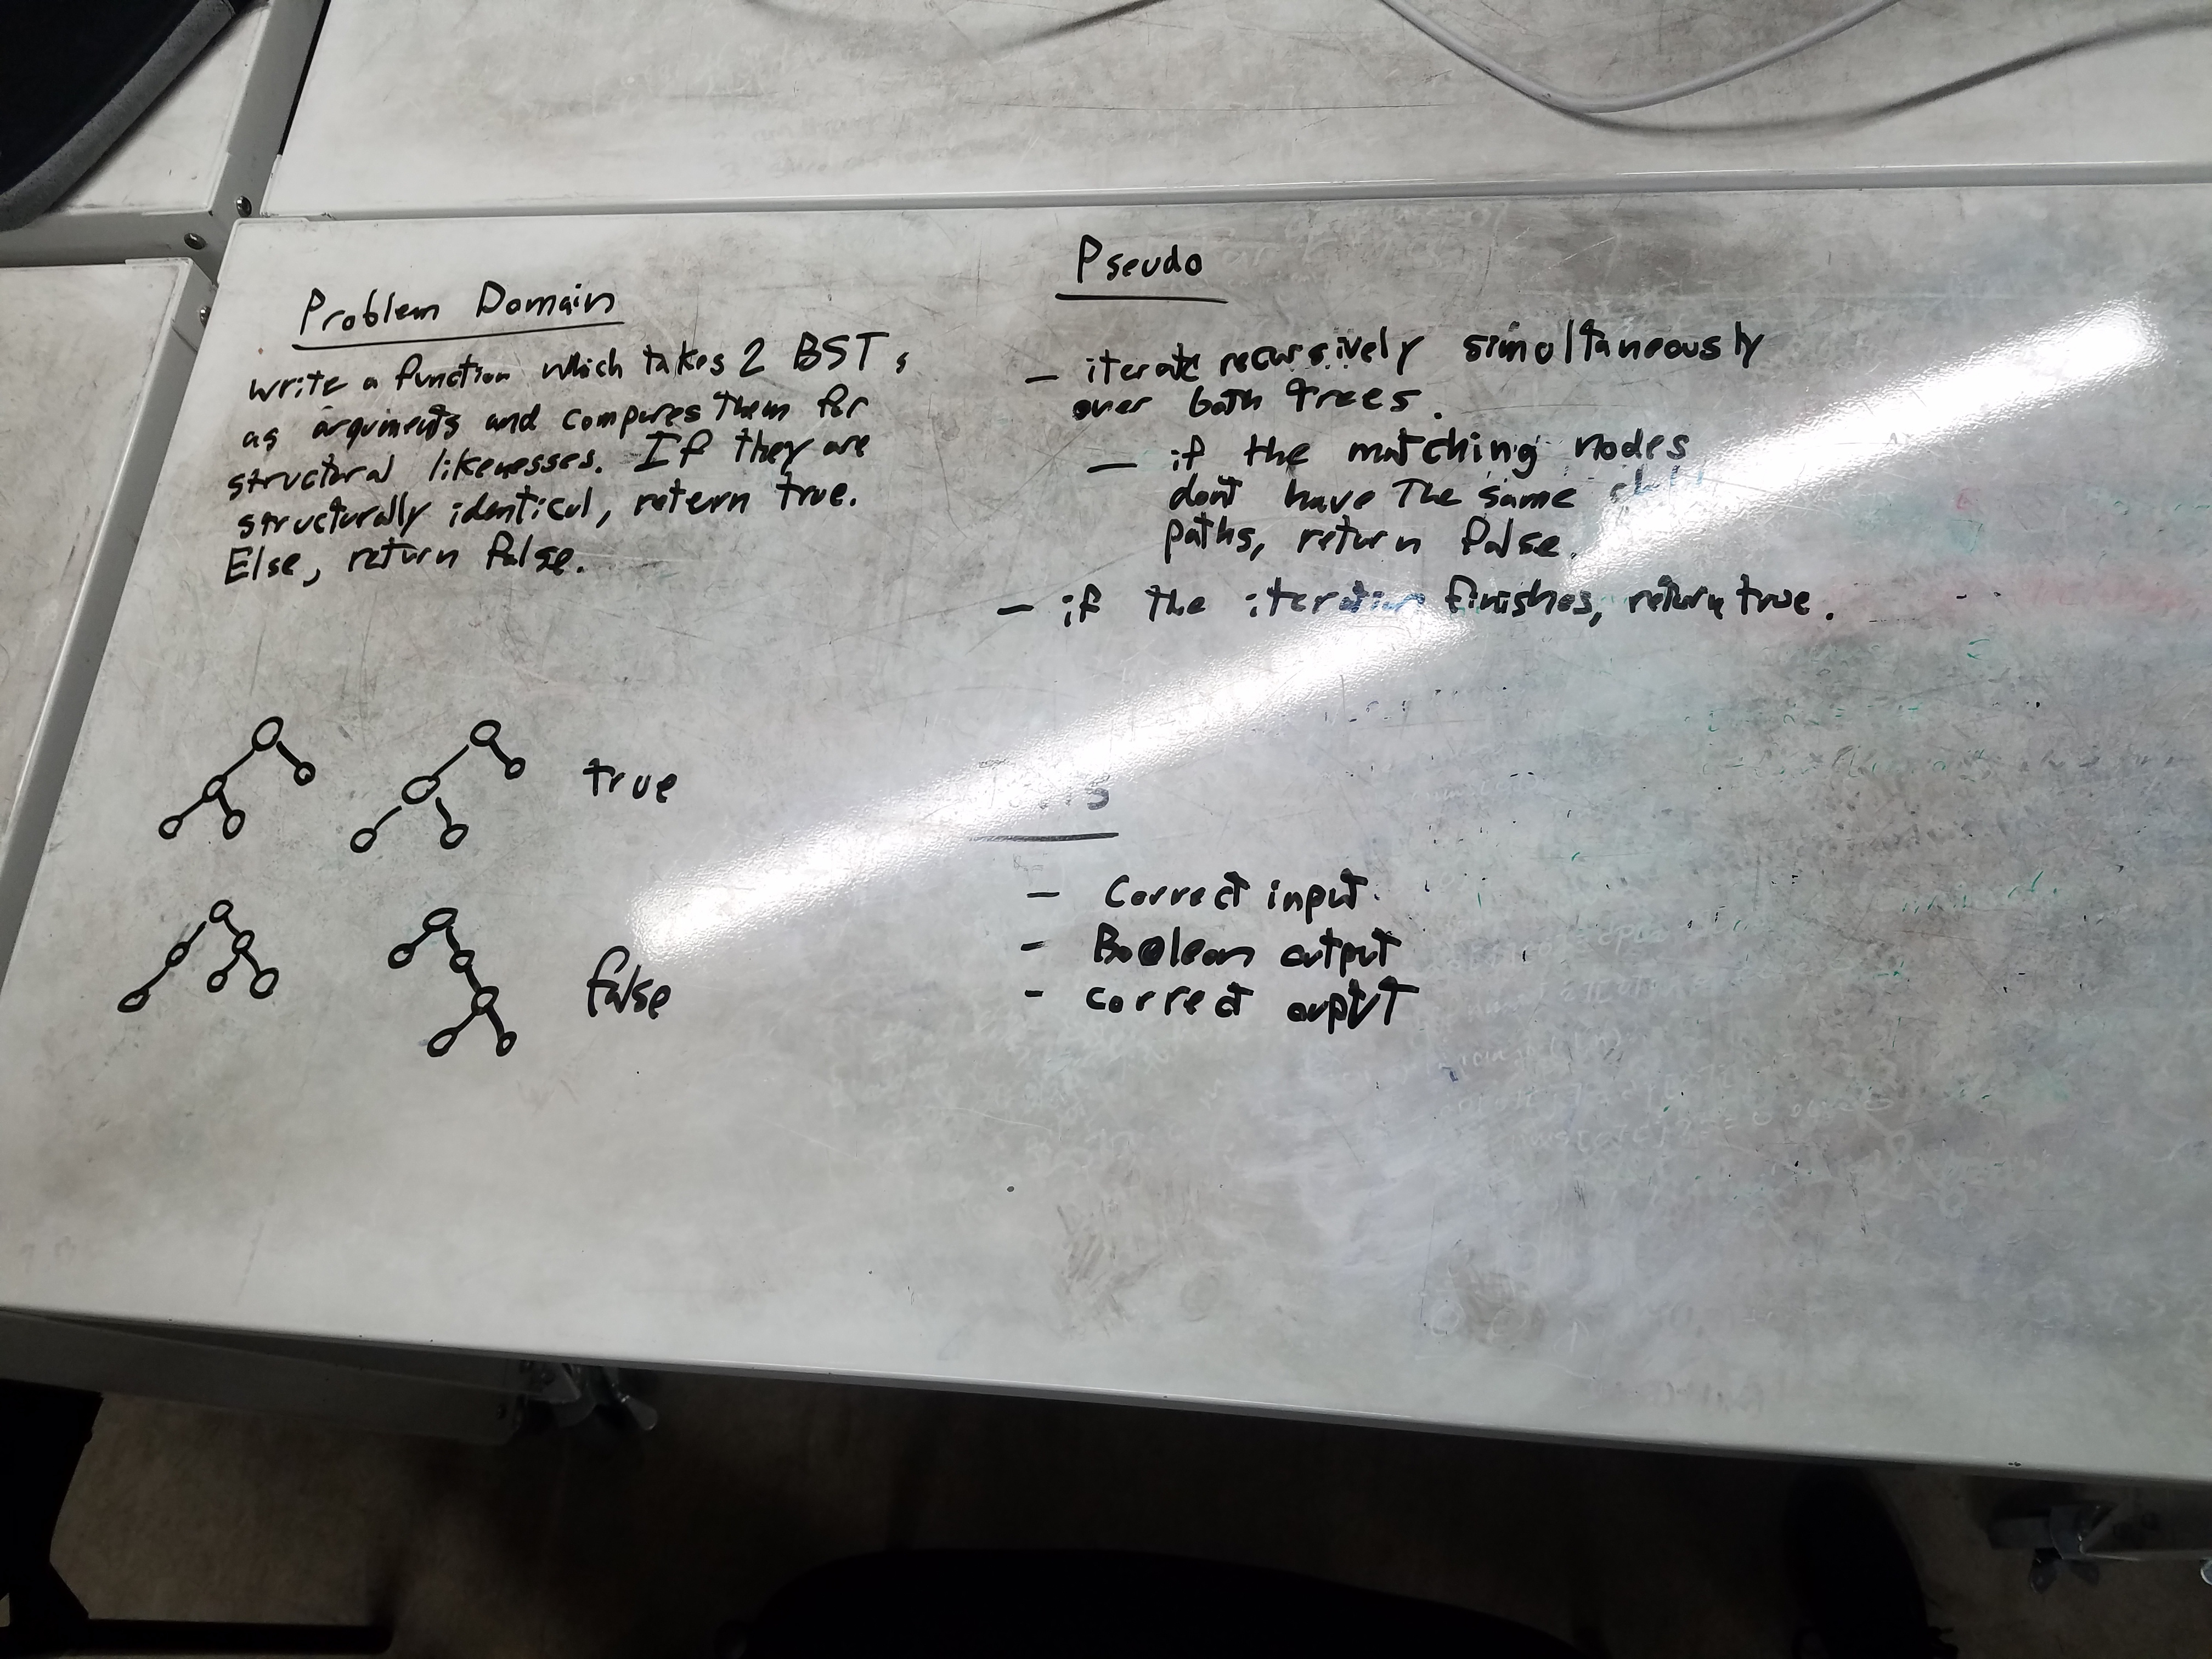 Problem Domain
write a function which takes 2 BSTs
as arguments and compares them for
structural likenesses. If they are
structurally identical, return true.
Else, return false.
true
false
Pseudo
— iterate recursively simultaneously
over both trees.
— if the matching nodes
don't have the same
paths, return false.
— if the iteration finishes, return true.
- Correct input.
- Boolean output
- correct ouptut